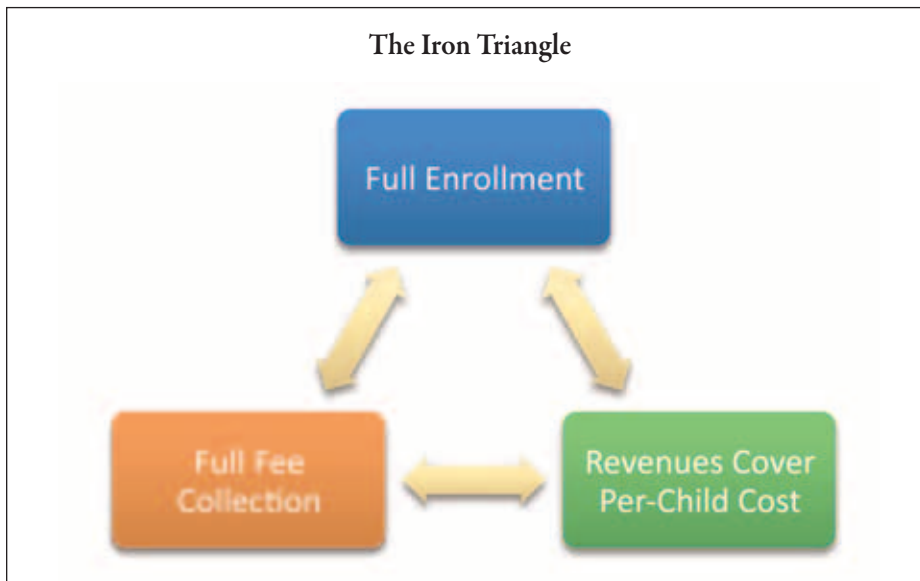 The Iron Triangle
Full Enrollment
Full Fee
Collection
Revenues Cover
Per-Child Cost